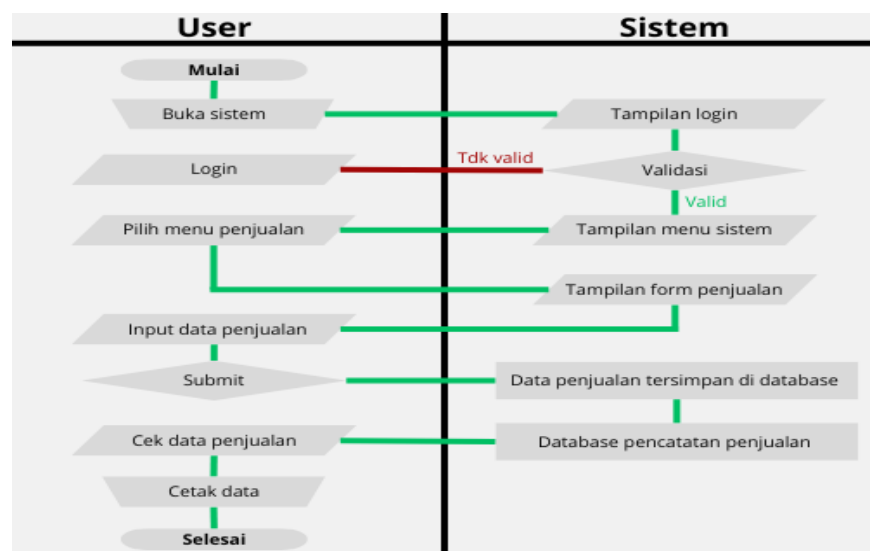 User
Sistem
Mulai
Buka sistem
Tampilan login
Login
Tdk valid
Validasi
Valid
Pilih menu penjualan
Tampilan menu sistem
Tampilan form penjualan
Input data penjualan
Submit
Data penjualan tersimpan di database
Cek data penjualan
Database pencatatan penjualan
Cetak data
Selesai